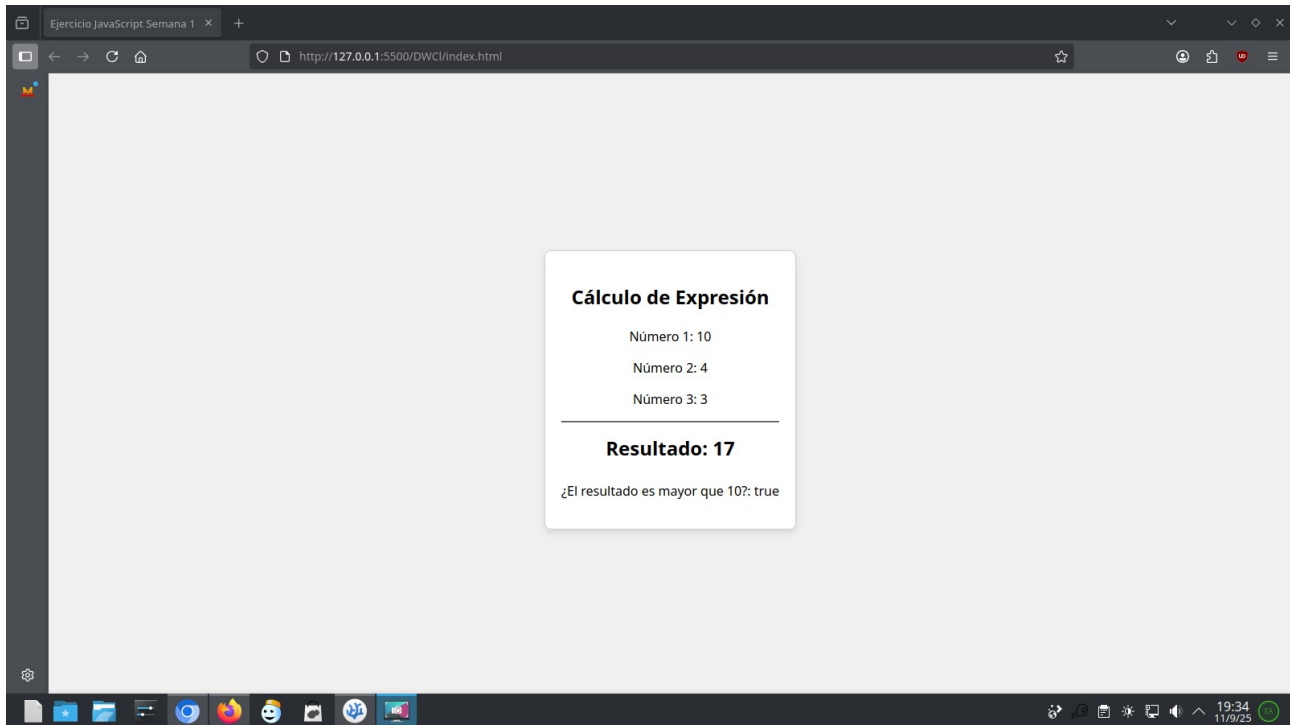 Ejercicio JavaScript Semana 1
http://127.0.0.1:5500/DWCI/index.html
Cálculo de Expresión
Número 1: 10
Número 2: 4
Número 3: 3
Resultado: 17
¿El resultado es mayor que 10?: true
19:34
11/9/25